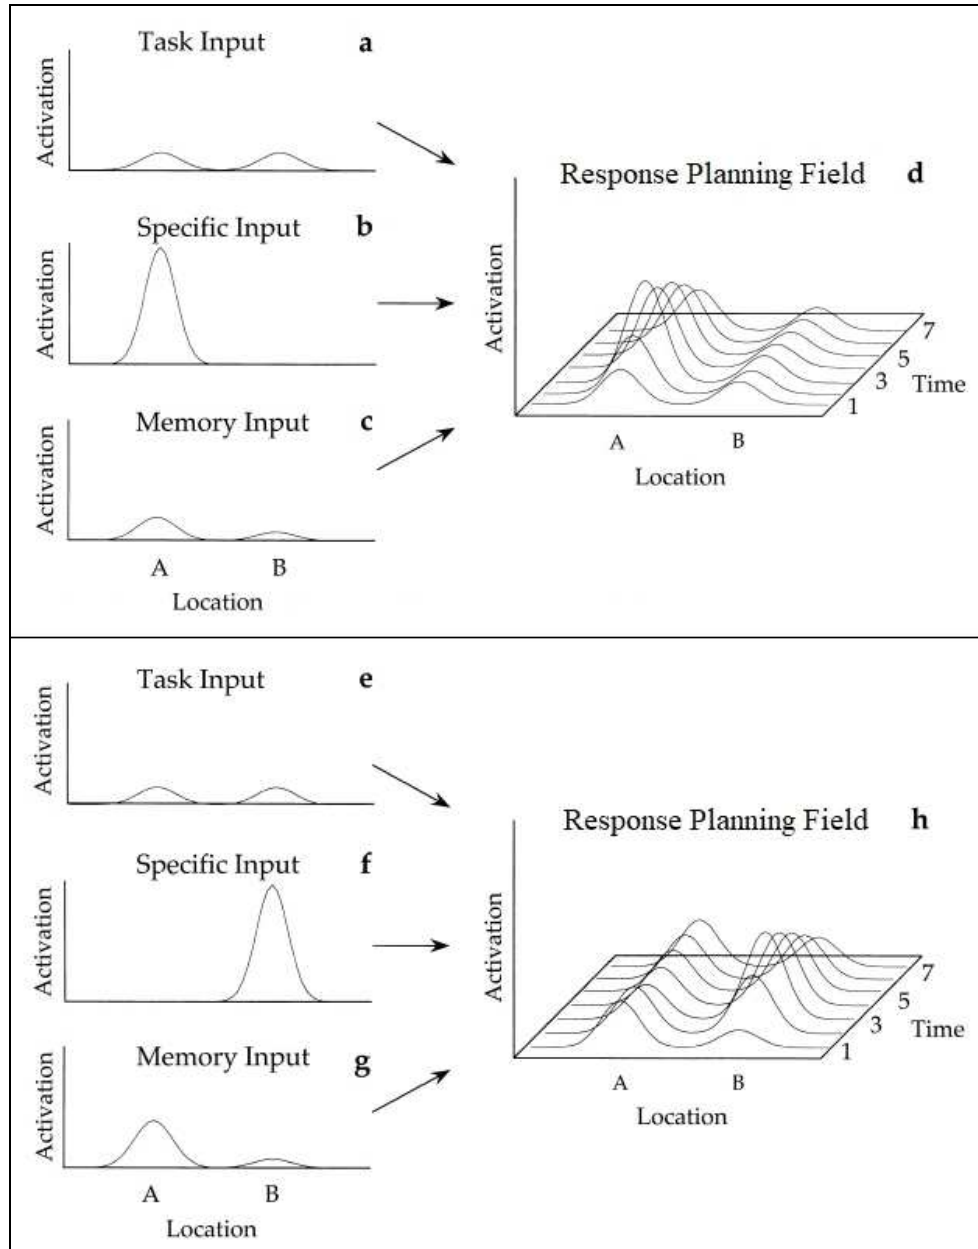 Task Input a
Activation
Specific Input b
Activation
Memory Input c
Activation
A B
Location
Response Planning Field d
Activation
7
5
3
1
Time
A B
Location
Task Input e
Activation
Specific Input f
Activation
Memory Input g
Activation
A B
Location
Response Planning Field h
Activation
7
5
3
1
Time
A B
Location